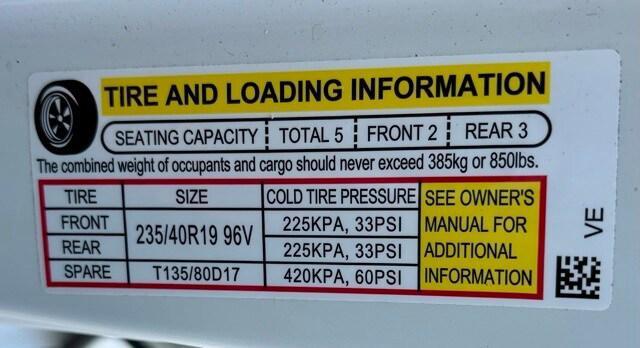 TIRE AND LOADING INFORMATION
SEATING CAPACITY TOTAL 5 FRONT 2 REAR 3
The combined weight of occupants and cargo should never exceed 385kg or 850lbs.
TIRE SIZE COLD TIRE PRESSURE SEE OWNER'S
FRONT 235/40R19 96V 225KPA, 33PSI MANUAL FOR
REAR 225KPA, 33PSI ADDITIONAL
SPARE T135/80D17 420KPA, 60PSI INFORMATION
VE